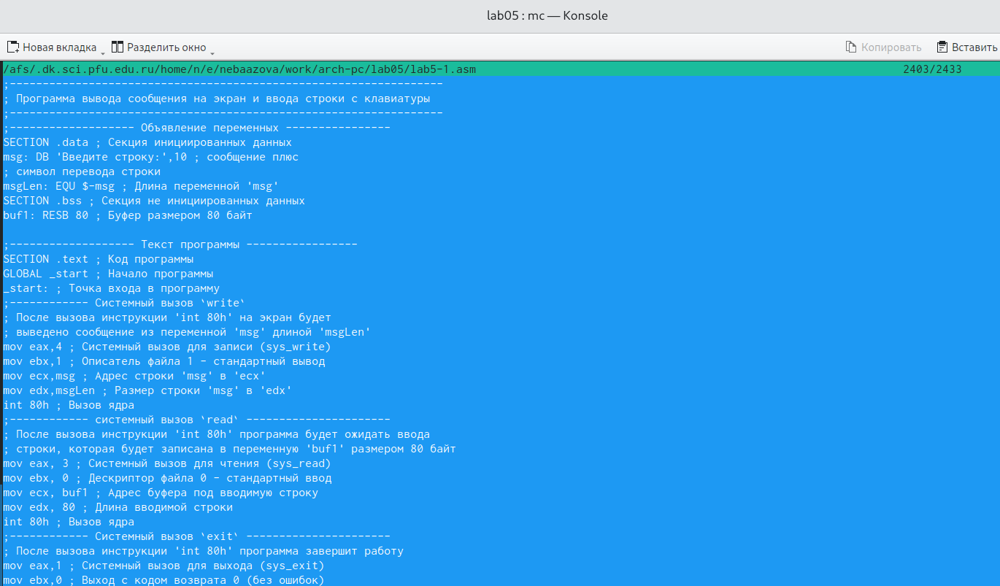 lab05 : mc — Konsole
Новая вкладка Разделить окно Копировать Вставить
/afs/.dk.sci.pfu.edu.ru/home/n/e/nebaazova/work/arch-pc/lab05/lab5-1.asm 2403/2433
;------------------------------------------------------------------
; Программа вывода сообщения на экран и ввода строки с клавиатуры
;------------------------------------------------------------------
;------------------- Объявление переменных ----------------
SECTION .data ; Секция инициированных данных
msg: DB 'Введите строку:',10 ; сообщение плюс
; символ перевода строки
msgLen: EQU $-msg ; Длина переменной 'msg'
SECTION .bss ; Секция не инициированных данных
buf1: RESB 80 ; Буфер размером 80 байт
;------------------- Текст программы -----------------
SECTION .text ; Код программы
GLOBAL _start ; Начало программы
_start: ; Точка входа в программу
;------------ Системный вызов `write`
; После вызова инструкции 'int 80h' на экран будет
; выведено сообщение из переменной 'msg' длиной 'msgLen'
mov eax,4 ; Системный вызов для записи (sys_write)
mov ebx,1 ; Описатель файла 1 - стандартный вывод
mov ecx,msg ; Адрес строки 'msg' в 'ecx'
mov edx,msgLen ; Размер строки 'msg' в 'edx'
int 80h ; Вызов ядра
;------------ системный вызов `read` ----------------------
; После вызова инструкции 'int 80h' программа будет ожидать ввода
; строки, которая будет записана в переменную 'buf1' размером 80 байт
mov eax, 3 ; Системный вызов для чтения (sys_read)
mov ebx, 0 ; Дескриптор файла 0 - стандартный ввод
mov ecx, buf1 ; Адрес буфера под вводимую строку
mov edx, 80 ; Длина вводимой строки
int 80h ; Вызов ядра
;------------ Системный вызов `exit` ----------------------
; После вызова инструкции 'int 80h' программа завершит работу
mov eax,1 ; Системный вызов для выхода (sys_exit)
mov ebx,0 ; Выход с кодом возврата 0 (без ошибок)